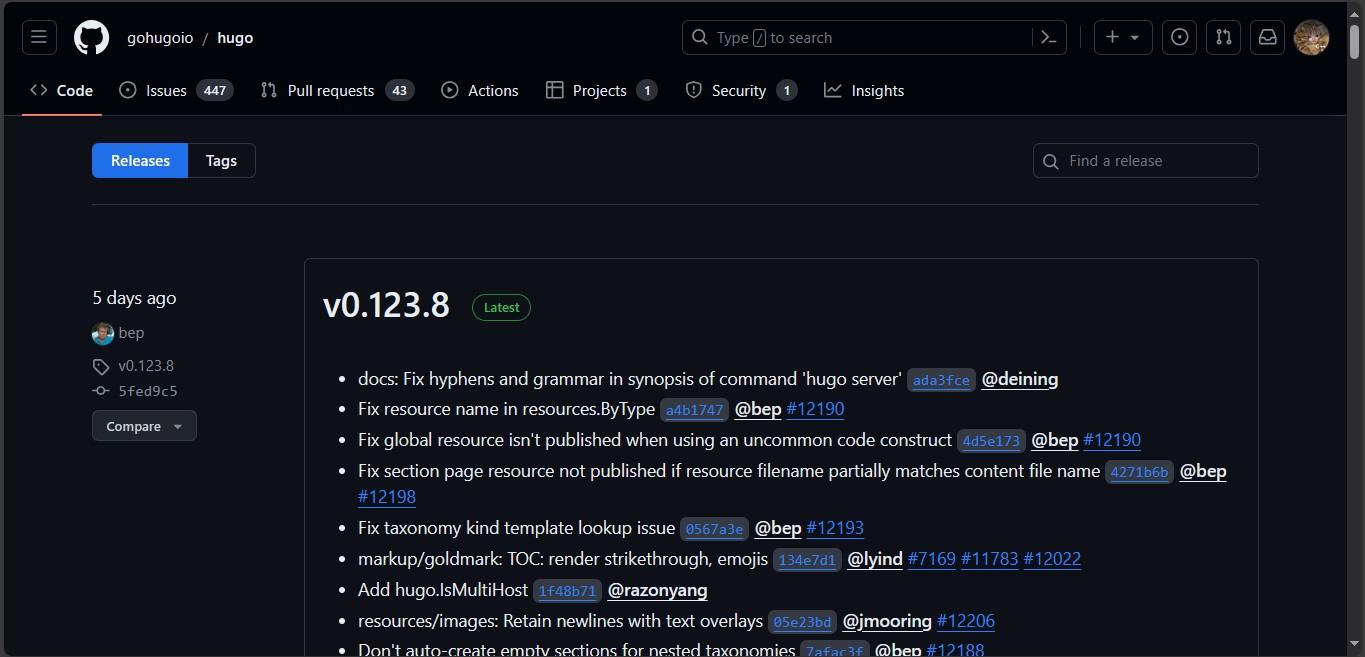 gohugoio / hugo
Type / to search
Code
Issues 447
Pull requests 43
Actions
Projects 1
Security 1
Insights
Releases
Tags
Find a release
5 days ago
bep
v0.123.8
5fed9c5
Compare
v0.123.8 Latest
docs: Fix hyphens and grammar in synopsis of command 'hugo server' ada3fce @deining
Fix resource name in resources.ByType a4b1747 @bep #12190
Fix global resource isn't published when using an uncommon code construct 4d5e173 @bep #12190
Fix section page resource not published if resource filename partially matches content file name 4271b6b @bep
#12198
Fix taxonomy kind template lookup issue 0567a3e @bep #12193
markup/goldmark: TOC: render strikethrough, emojis 134e7d1 @lyind #7169 #11783 #12022
Add hugo.IsMultiHost 1f48b71 @razonyang
resources/images: Retain newlines with text overlays 05e23bd @jmooring #12206
Don't auto-create empty sections for nested taxonomies 7afac3f @bep #12188